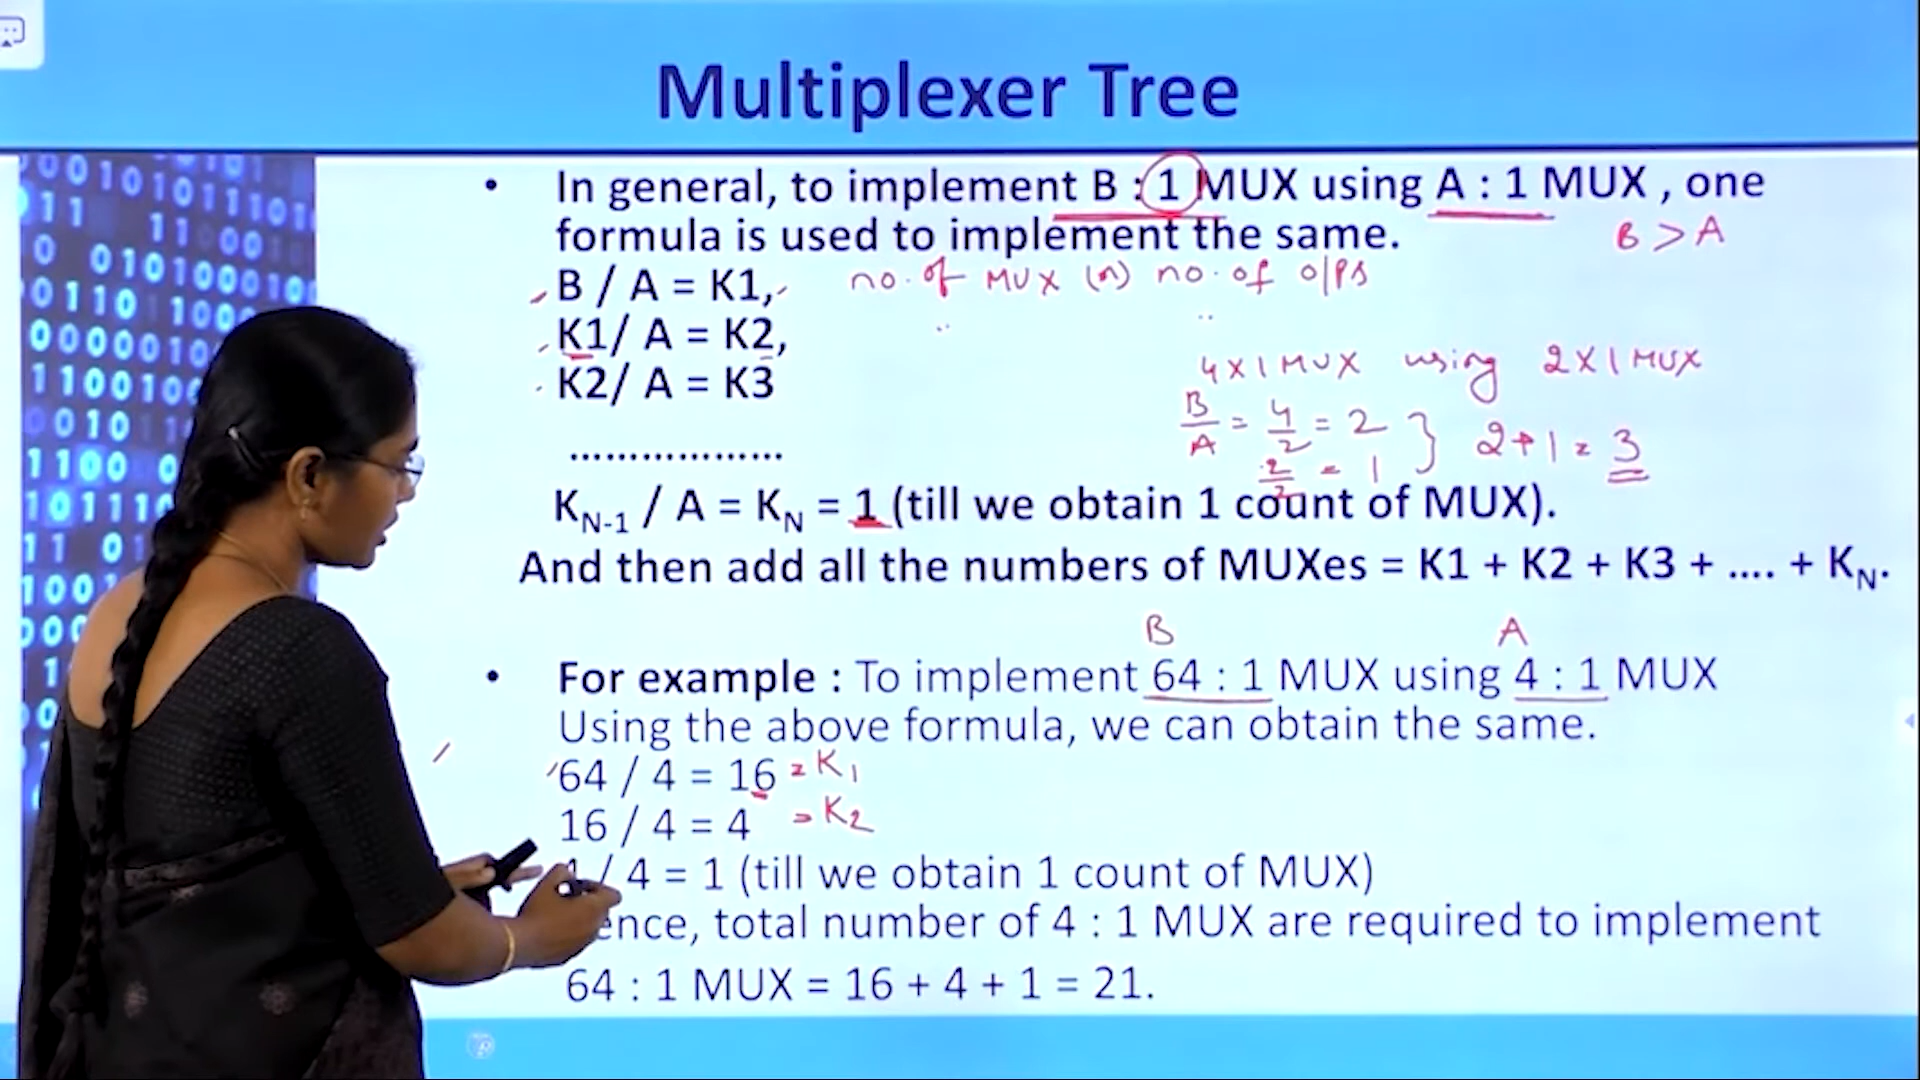 Multiplexer Tree
• In general, to implement B : 1 MUX using A : 1 MUX , one
formula is used to implement the same.
B > A
B / A = K1,
no. of MUX (n) no. of o/ps
K1/ A = K2,
4 X 1 MUX using 2 X 1 MUX
K2/ A = K3
B/A = 4/2 = 2 } 2 + 1 = 3
2/2 = 1
..................
K_N-1 / A = K_N = 1 (till we obtain 1 count of MUX).
And then add all the numbers of MUXes = K1 + K2 + K3 + .... + K_N.
B A
• For example : To implement 64 : 1 MUX using 4 : 1 MUX
Using the above formula, we can obtain the same.
64 / 4 = 16 = K1
16 / 4 = 4 = K2
/ 4 = 1 (till we obtain 1 count of MUX)
ence, total number of 4 : 1 MUX are required to implement
64 : 1 MUX = 16 + 4 + 1 = 21.